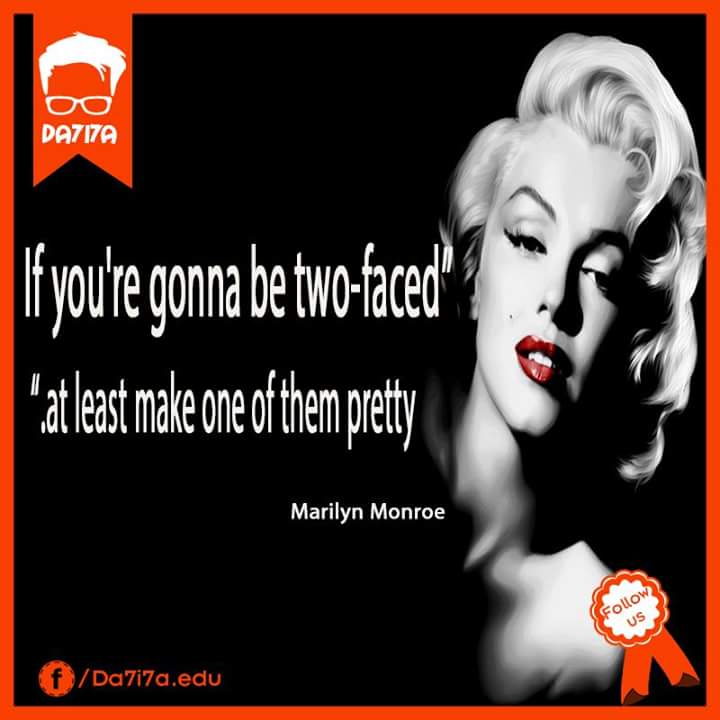 DA7I7A
If you're gonna be two-faced”
“.at least make one of them pretty
Marilyn Monroe
Follow
us
f /Da7i7a.edu